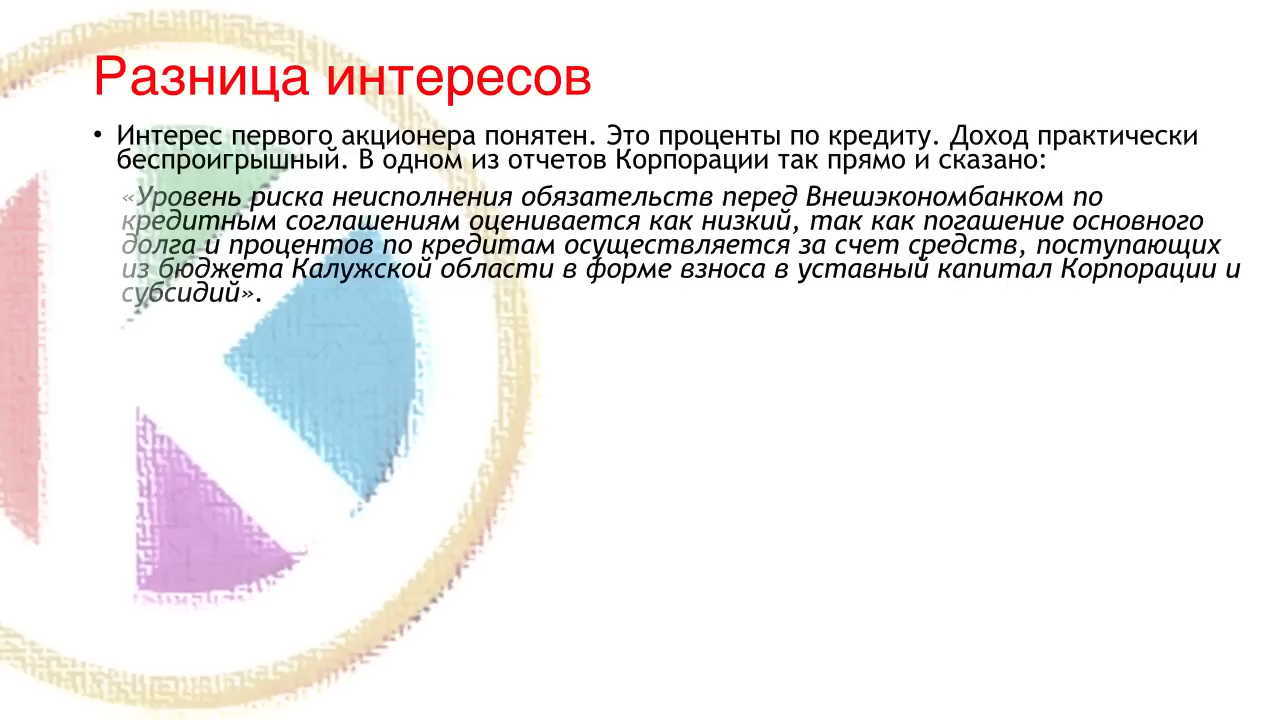 Разница интересов
• Интерес первого акционера понятен. Это проценты по кредиту. Доход практически
беспроигрышный. В одном из отчетов Корпорации так прямо и сказано:
«Уровень риска неисполнения обязательств перед Внешэкономбанком по
кредитным соглашениям оценивается как низкий, так как погашение основного
долга и процентов по кредитам осуществляется за счет средств, поступающих
из бюджета Калужской области в форме взноса в уставный капитал Корпорации и
субсидий».